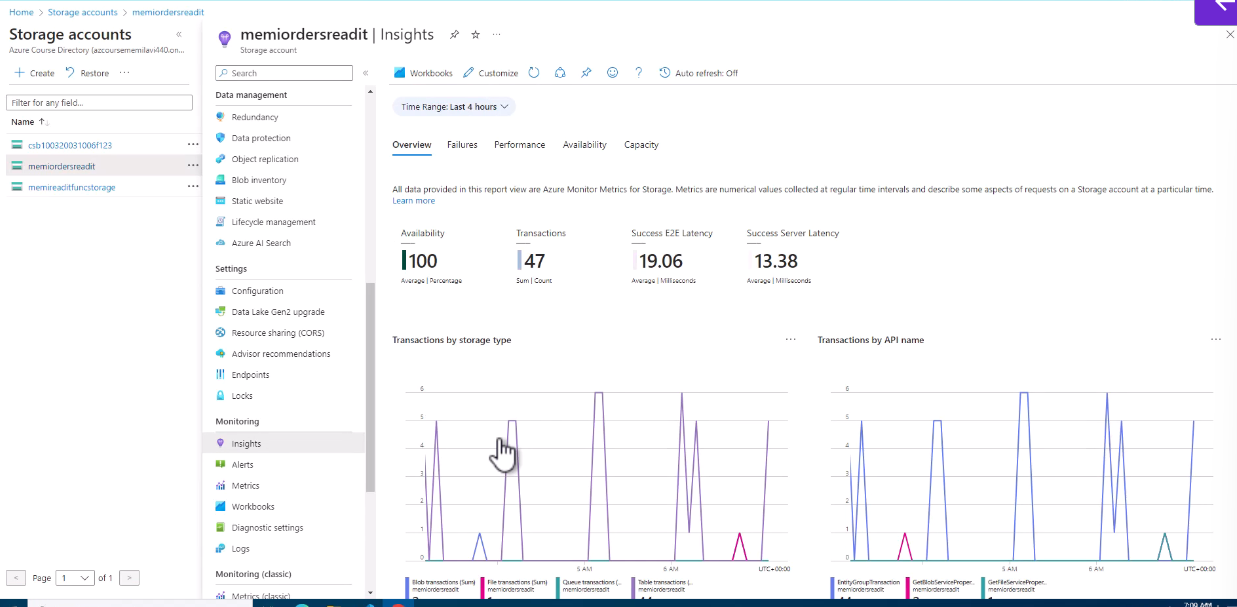 Home > Storage accounts > memiordersreadit
Storage accounts «
Azure Course Directory (azcoursememilavi440.on...
+ Create Restore ···
Filter for any field...
Name ↑↓
csb100320031006f123 ···
memiordersreadit ···
memireaditfuncstorage ···
< Page 1 of 1 >
memiordersreadit | Insights ···
Storage account
Search «
Data management
Redundancy
Data protection
Object replication
Blob inventory
Static website
Lifecycle management
Azure AI Search
Settings
Configuration
Data Lake Gen2 upgrade
Resource sharing (CORS)
Advisor recommendations
Endpoints
Locks
Monitoring
Insights
Alerts
Metrics
Workbooks
Diagnostic settings
Logs
Monitoring (classic)
Metrics (classic)
Workbooks Customize ? Auto refresh: Off
Time Range: Last 4 hours
Overview Failures Performance Availability Capacity
All data provided in this report view are Azure Monitor Metrics for Storage. Metrics are numerical values collected at regular time intervals and describe some aspects of requests on a Storage account at a particular time.
Learn more
Availability Transactions Success E2E Latency Success Server Latency
100 47 19.06 13.38
Average | Percentage Sum | Count Average | Milliseconds Average | Milliseconds
Transactions by storage type ···
6
5
4
3
2
1
0
5 AM 6 AM UTC+00:00
Blob transactions (Sum) File transactions (Sum) Queue transactions (.. Table transactions (..
memiordersreadit memiordersreadit memiordersreadit memiordersreadit
Transactions by API name ···
6
5
4
3
2
1
0
5 AM 6 AM UTC+00:00
EntityGroupTransaction GetBlobServiceProper.. GetFileServiceProper..
memiordersreadit memiordersreadit memiordersreadit
7:09 AM